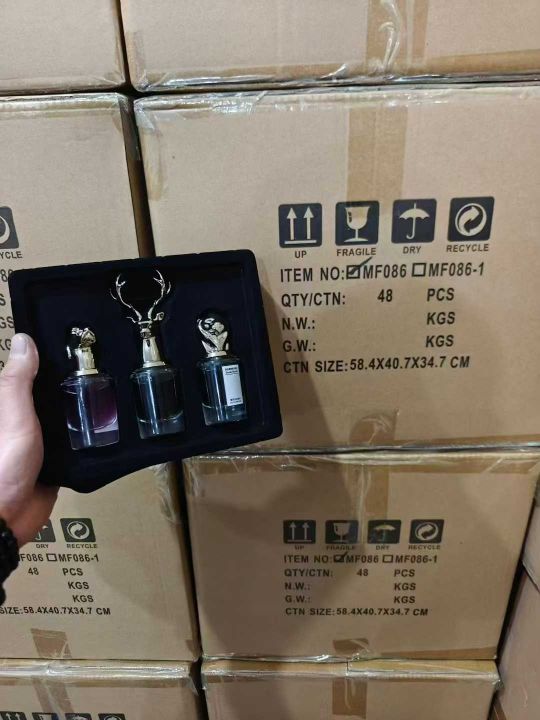 UP FRAGILE DRY RECYCLE
ITEM NO: ☑MF086 ☐MF086-1
QTY/CTN: 48 PCS
N.W.: KGS
G.W.: KGS
CTN SIZE: 58.4X40.7X34.7 CM
UP FRAGILE DRY RECYCLE
ITEM NO: ☑MF086 ☐MF086-1
QTY/CTN: 48 PCS
N.W.: KGS
G.W.: KGS
CTN SIZE: 58.4X40.7X34.7 CM
DRY RECYCLE
F086 ☐MF086-1
48 PCS
KGS
KGS
SIZE: 58.4X40.7X34.7 CM
YCLE